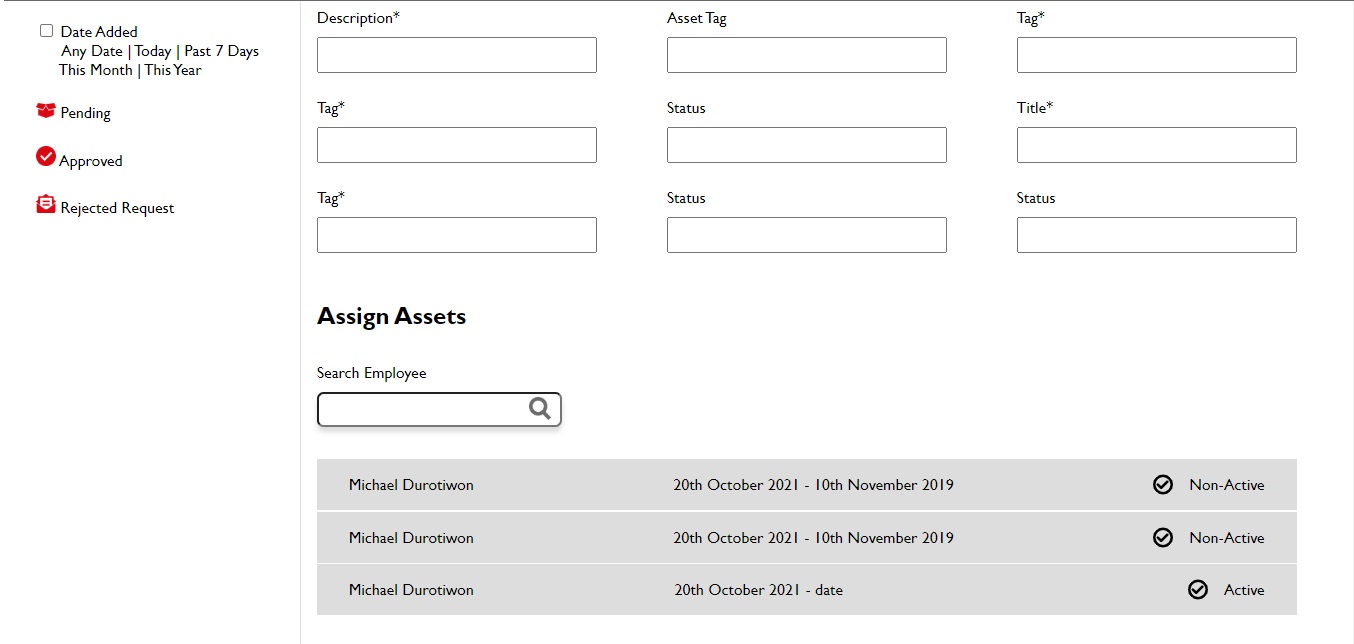 Date Added
Any Date | Today | Past 7 Days
This Month | This Year
Pending
Approved
Rejected Request
Description* Asset Tag Tag*
Tag* Status Title*
Tag* Status Status
Assign Assets
Search Employee
Michael Durotiwon 20th October 2021 - 10th November 2019 Non-Active
Michael Durotiwon 20th October 2021 - 10th November 2019 Non-Active
Michael Durotiwon 20th October 2021 - date Active